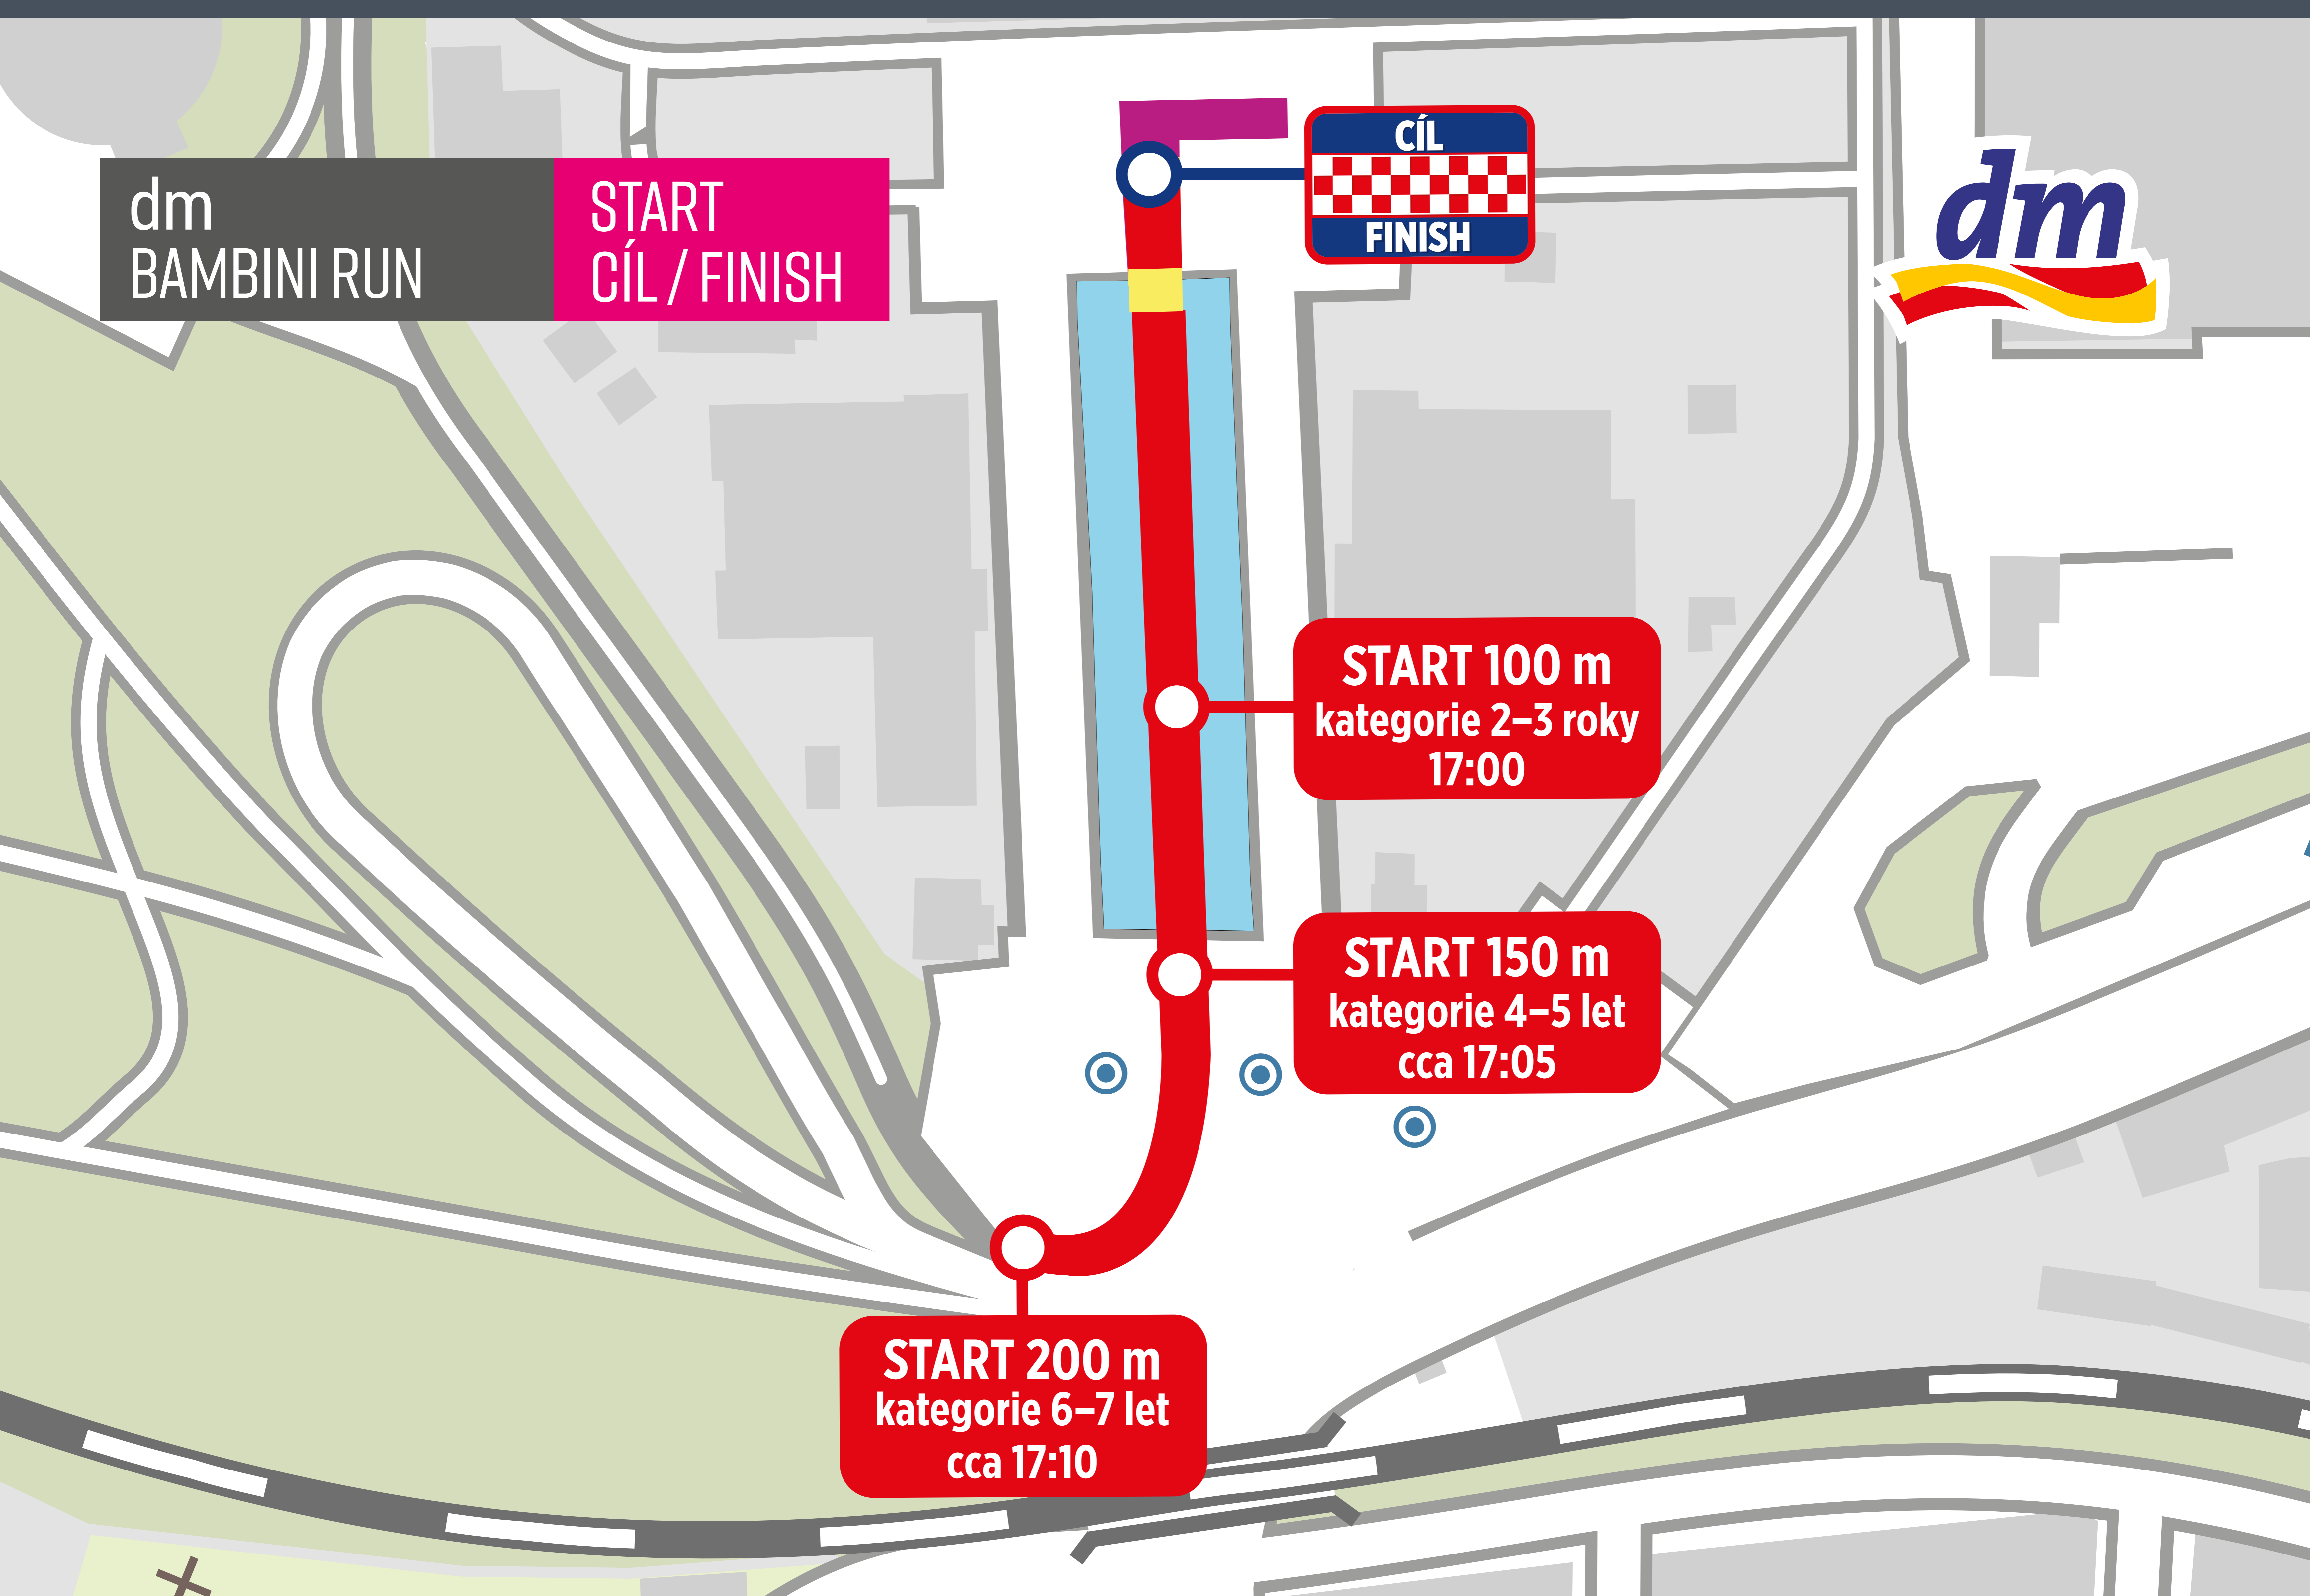 dm
BAMBINI RUN
START
CÍL / FINISH
CÍL
FINISH
dm
START 100 m
kategorie 2–3 roky
17:00
START 150 m
kategorie 4–5 let
cca 17:05
START 200 m
kategorie 6–7 let
cca 17:10